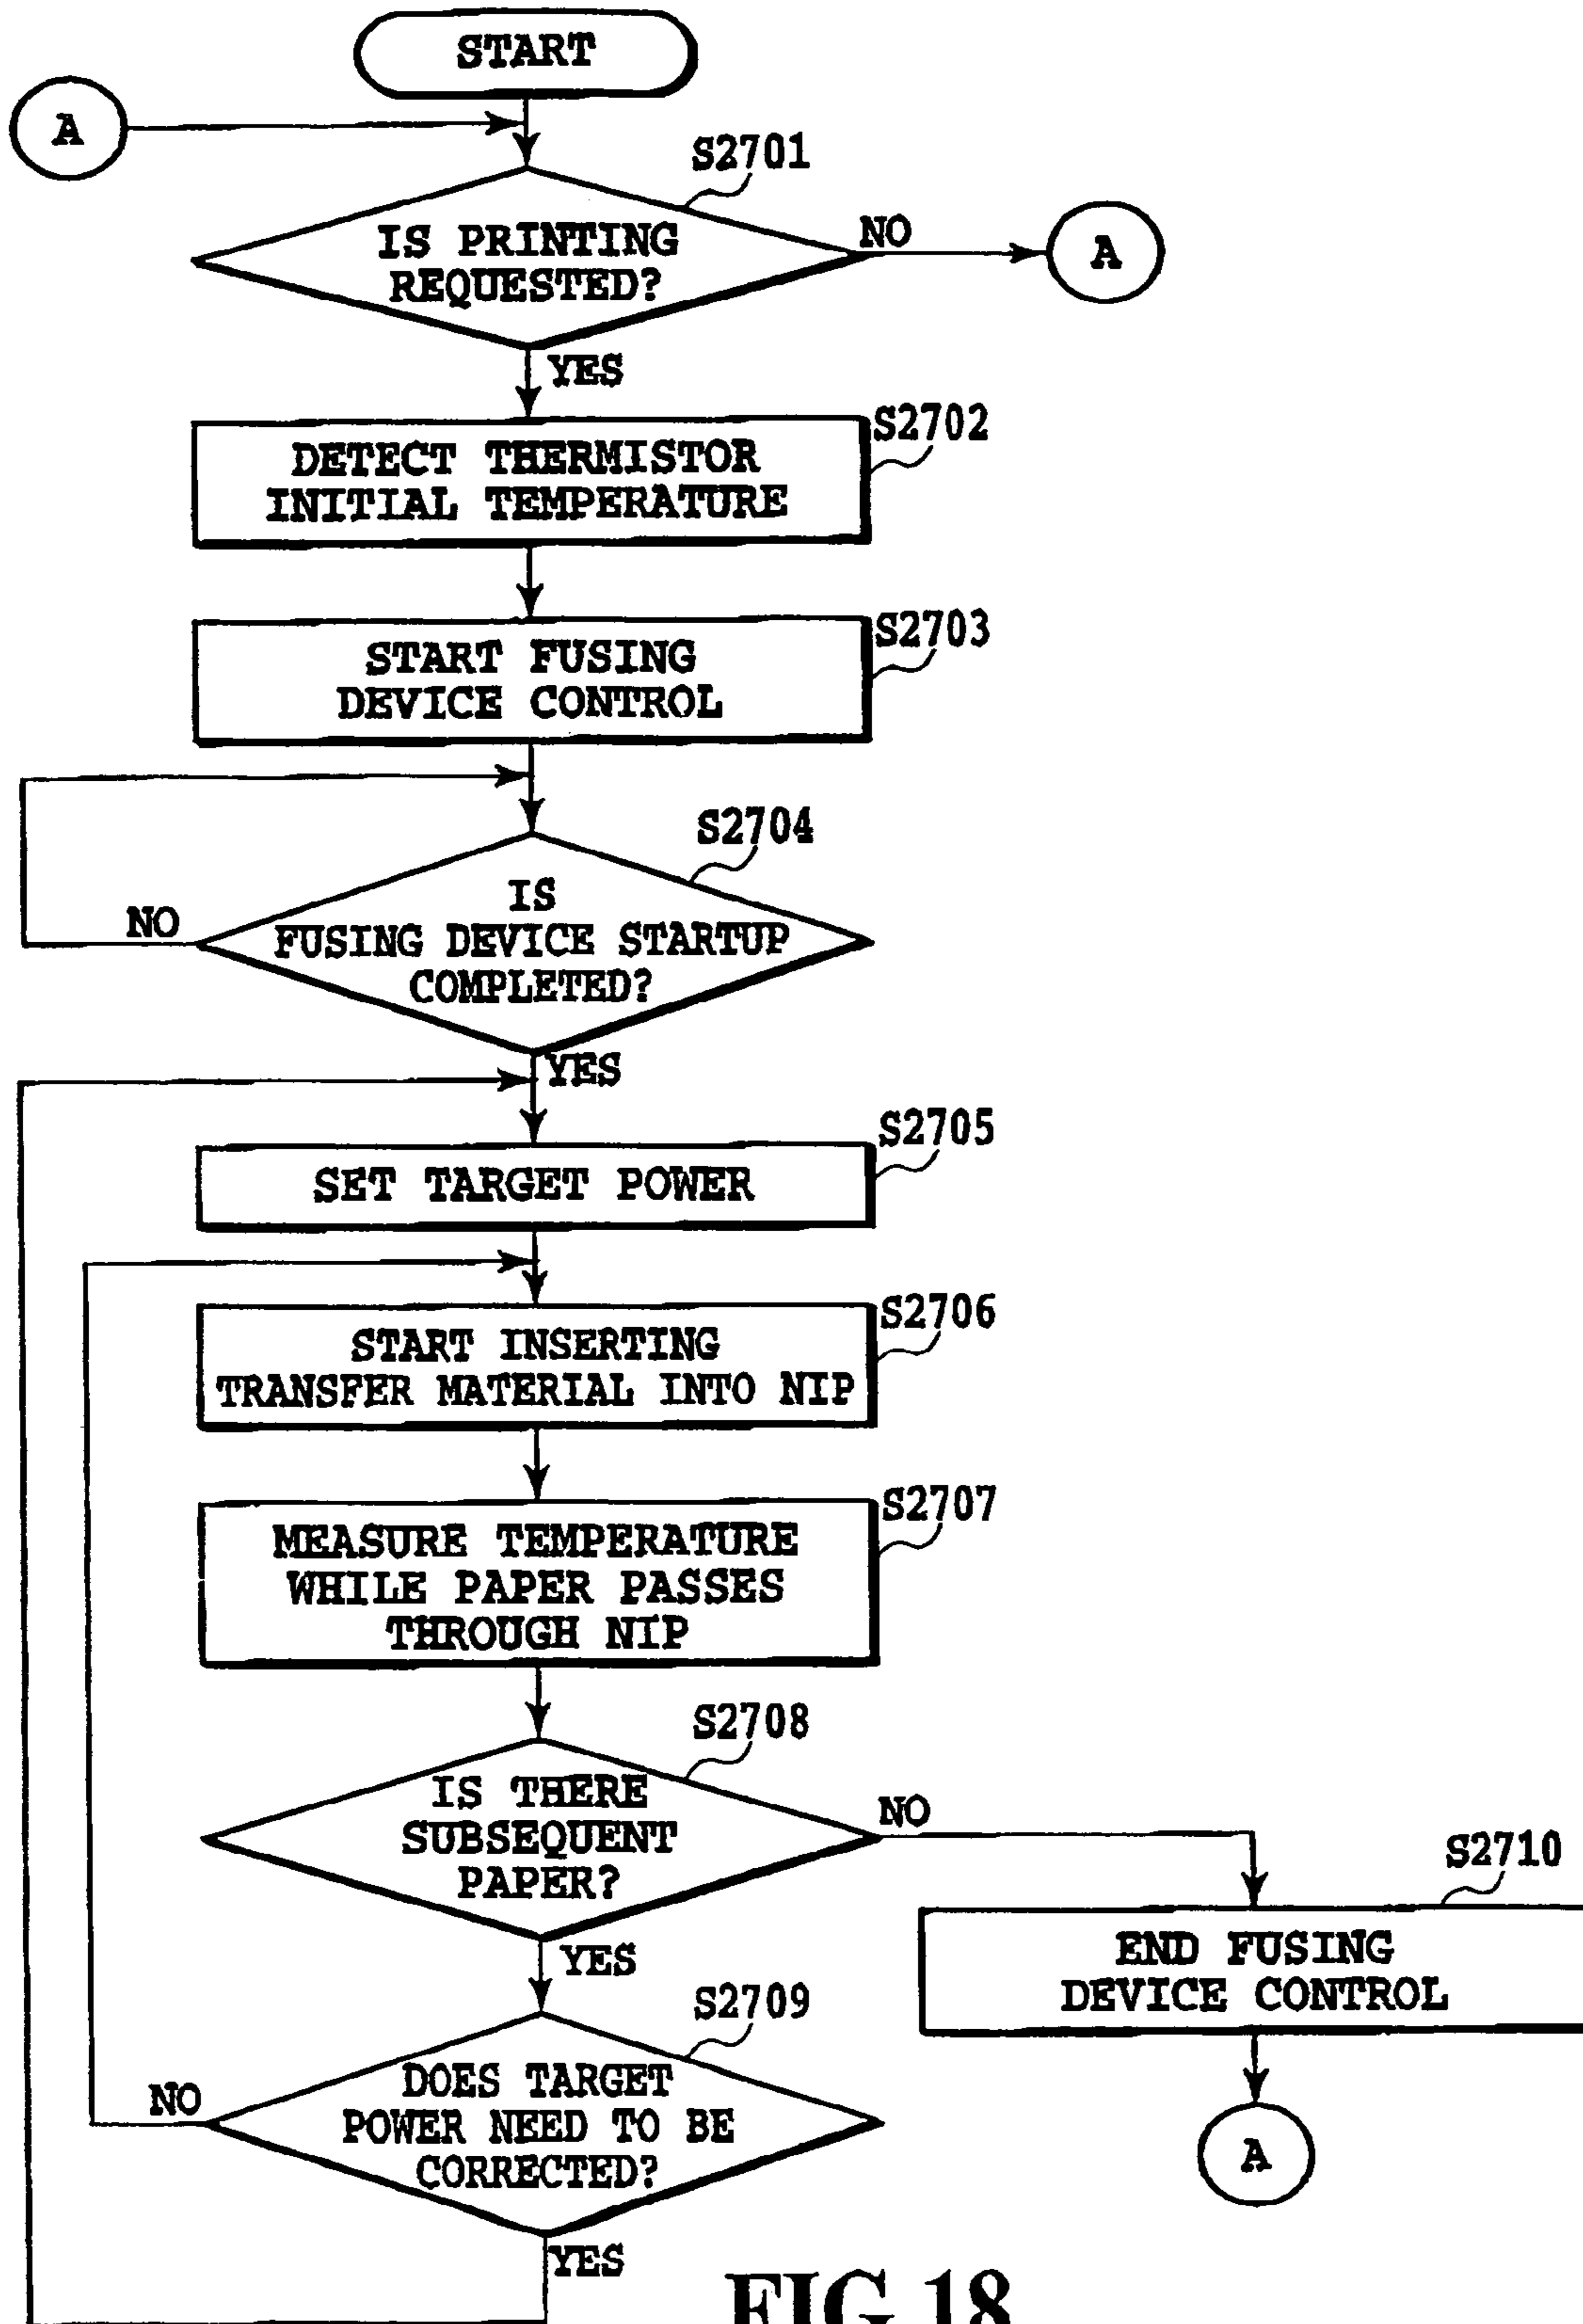 START
A
S2701
IS PRINTING
REQUESTED?
NO
A
YES
S2702
DETECT THERMISTOR
INITIAL TEMPERATURE
S2703
START FUSING
DEVICE CONTROL
S2704
IS
FUSING DEVICE STARTUP
COMPLETED?
NO
YES
S2705
SET TARGET POWER
S2706
START INSERTING
TRANSFER MATERIAL INTO NIP
S2707
MEASURE TEMPERATURE
WHILE PAPER PASSES
THROUGH NIP
S2708
IS THERE
SUBSEQUENT
PAPER?
NO
YES
S2710
END FUSING
DEVICE CONTROL
A
S2709
DOES TARGET
POWER NEED TO BE
CORRECTED?
NO
YES
FIG.18